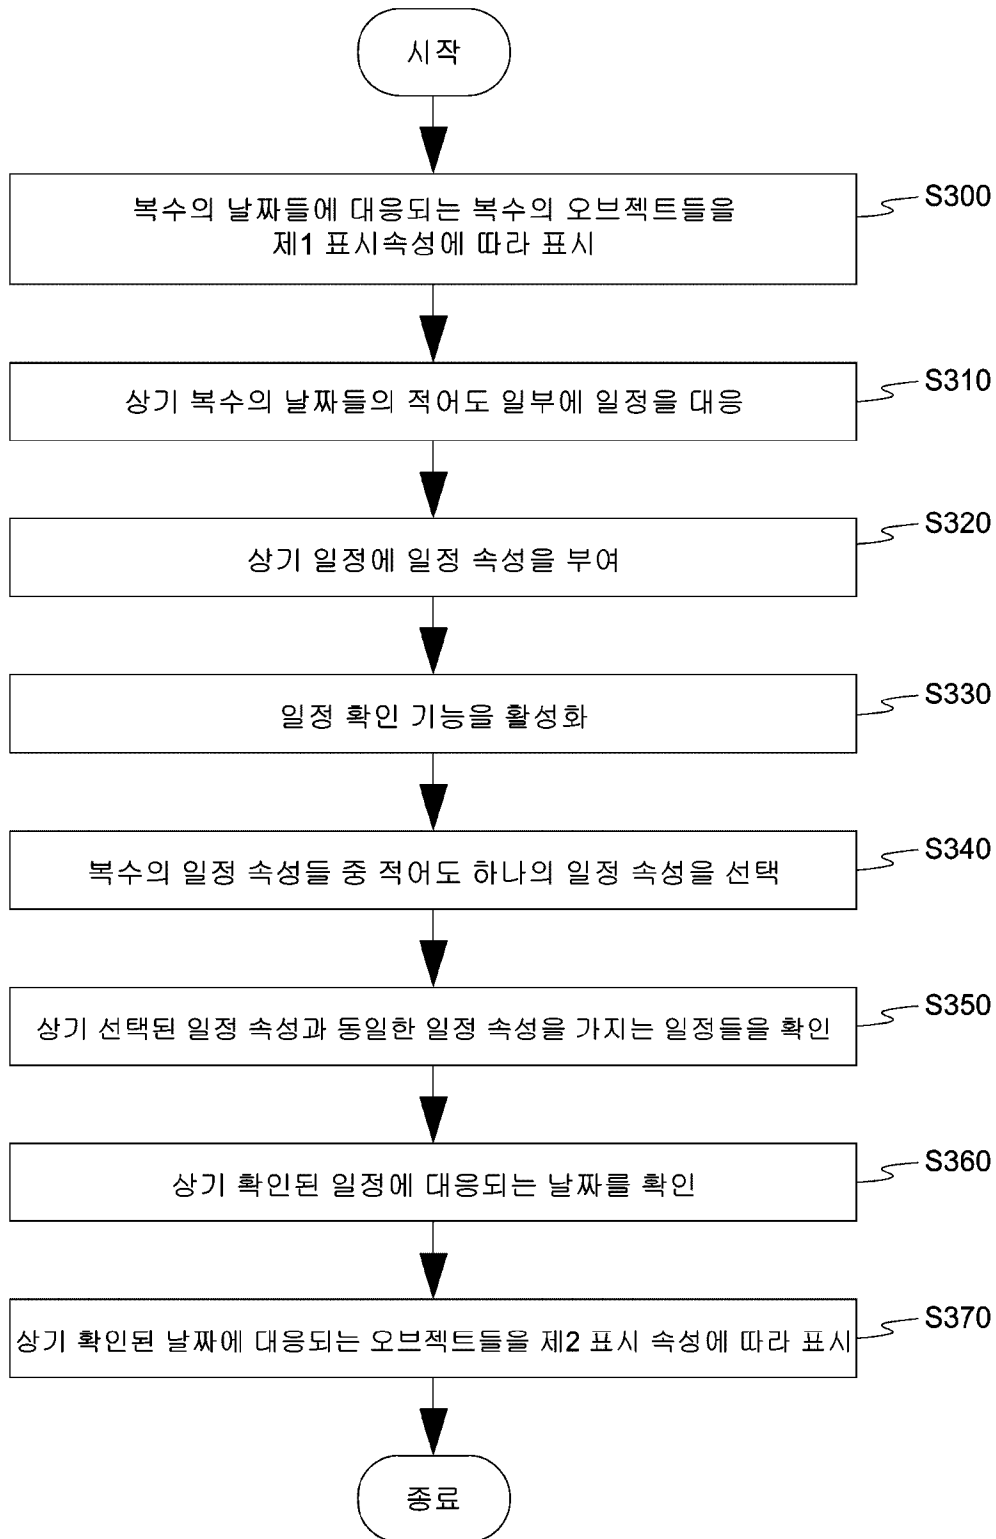 시작
복수의 날짜들에 대응되는 복수의 오브젝트들을
제1 표시속성에 따라 표시
S300
상기 복수의 날짜들의 적어도 일부에 일정을 대응
S310
상기 일정에 일정 속성을 부여
S320
일정 확인 기능을 활성화
S330
복수의 일정 속성들 중 적어도 하나의 일정 속성을 선택
S340
상기 선택된 일정 속성과 동일한 일정 속성을 가지는 일정들을 확인
S350
상기 확인된 일정에 대응되는 날짜를 확인
S360
상기 확인된 날짜에 대응되는 오브젝트들을 제2 표시 속성에 따라 표시
S370
종료